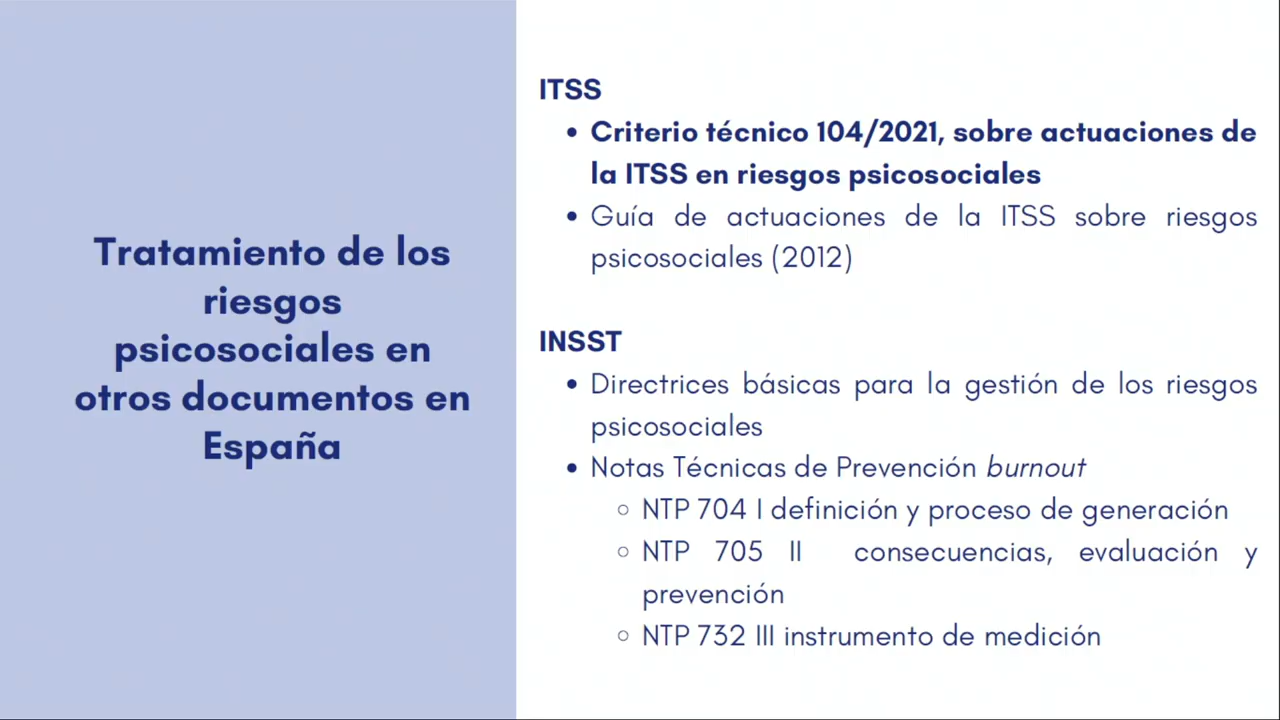 Tratamiento de los
riesgos
psicosociales en
otros documentos en
España
ITSS
• Criterio técnico 104/2021, sobre actuaciones de
la ITSS en riesgos psicosociales
• Guía de actuaciones de la ITSS sobre riesgos
psicosociales (2012)
INSST
• Directrices básicas para la gestión de los riesgos
psicosociales
• Notas Técnicas de Prevención burnout
○ NTP 704 I definición y proceso de generación
○ NTP 705 II consecuencias, evaluación y
prevención
○ NTP 732 III instrumento de medición